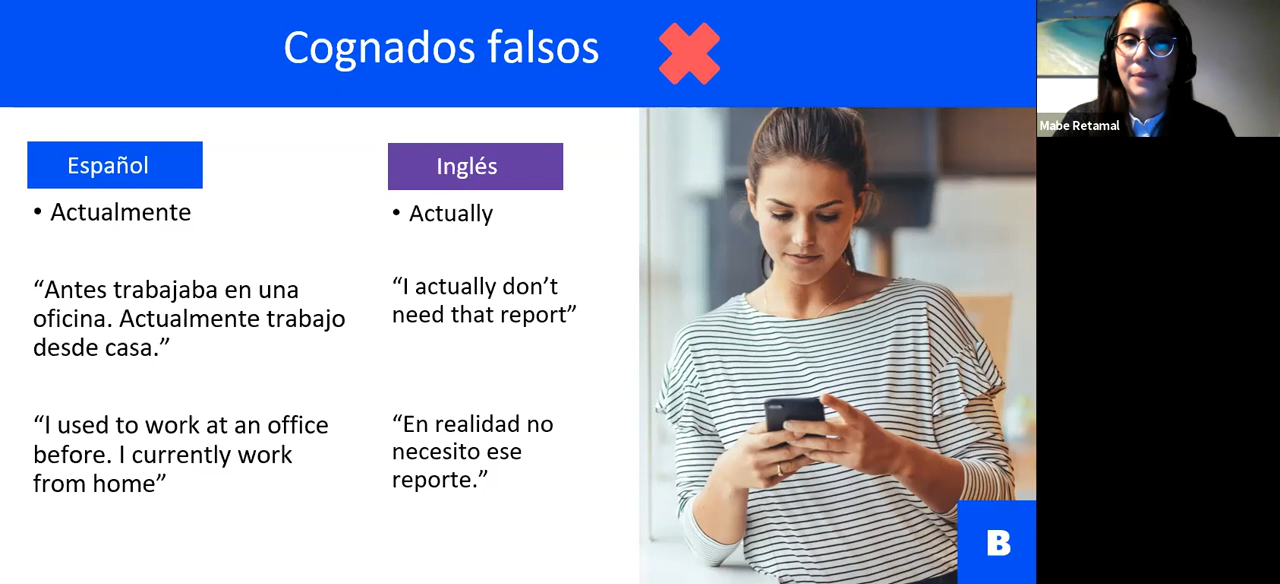 Cognados falsos
Español
• Actualmente
“Antes trabajaba en una
oficina. Actualmente trabajo
desde casa.”
“I used to work at an office
before. I currently work
from home”
Inglés
• Actually
“I actually don’t
need that report”
“En realidad no
necesito ese
reporte.”
B
Mabe Retamal